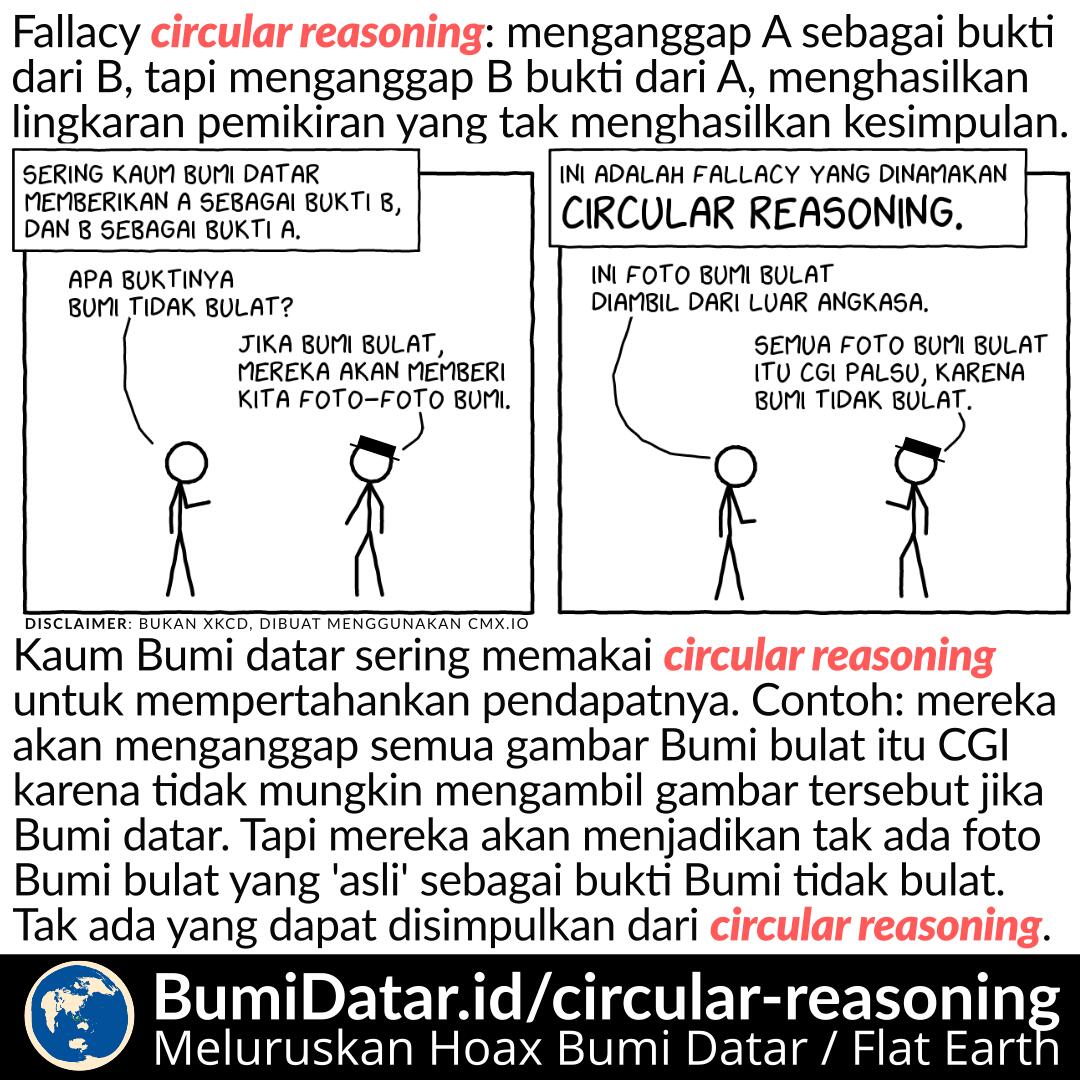 Fallacy circular reasoning: menganggap A sebagai bukti
dari B, tapi menganggap B bukti dari A, menghasilkan
lingkaran pemikiran yang tak menghasilkan kesimpulan.
SERING KAUM BUMI DATAR
MEMBERIKAN A SEBAGAI BUKTI B,
DAN B SEBAGAI BUKTI A.
APA BUKTINYA
BUMI TIDAK BULAT?
JIKA BUMI BULAT,
MEREKA AKAN MEMBERI
KITA FOTO-FOTO BUMI.
INI ADALAH FALLACY YANG DINAMAKAN
CIRCULAR REASONING.
INI FOTO BUMI BULAT
DIAMBIL DARI LUAR ANGKASA.
SEMUA FOTO BUMI BULAT
ITU CGI PALSU, KARENA
BUMI TIDAK BULAT.
DISCLAIMER: BUKAN XKCD, DIBUAT MENGGUNAKAN CMX.IO
Kaum Bumi datar sering memakai circular reasoning
untuk mempertahankan pendapatnya. Contoh: mereka
akan menganggap semua gambar Bumi bulat itu CGI
karena tidak mungkin mengambil gambar tersebut jika
Bumi datar. Tapi mereka akan menjadikan tak ada foto
Bumi bulat yang 'asli' sebagai bukti Bumi tidak bulat.
Tak ada yang dapat disimpulkan dari circular reasoning.
BumiDatar.id/circular-reasoning
Meluruskan Hoax Bumi Datar / Flat Earth